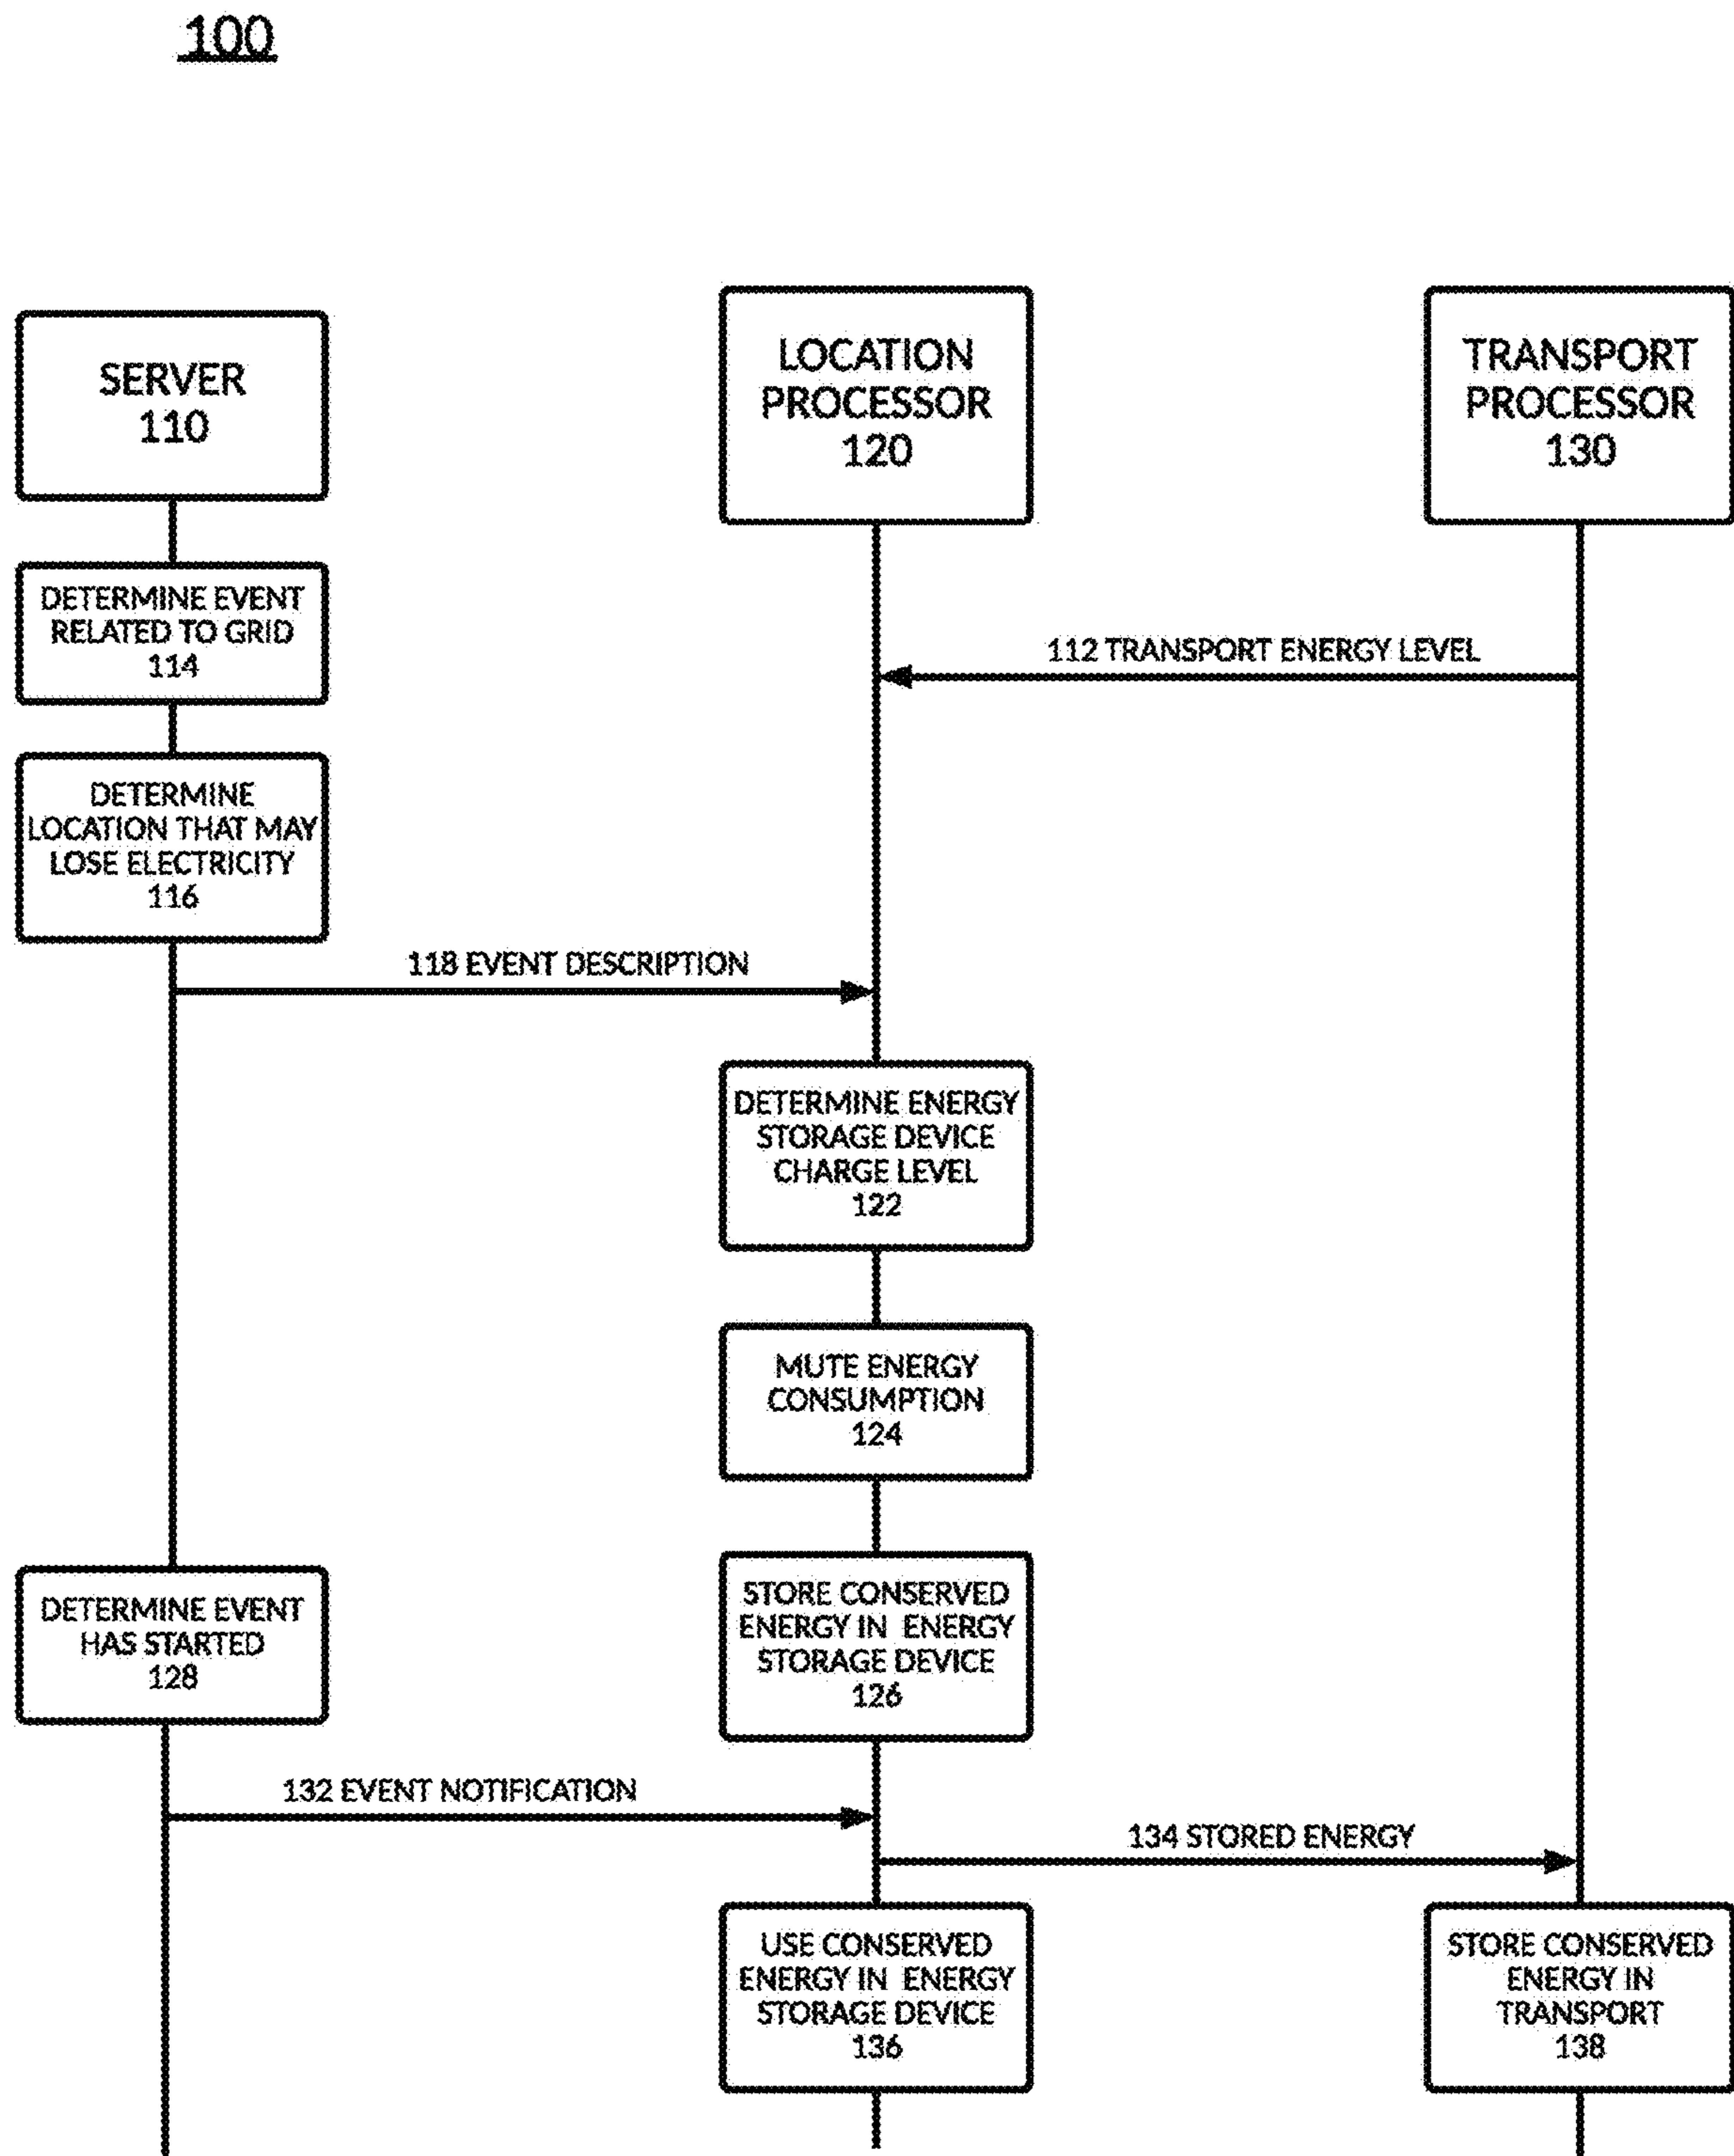 100
SERVER
110
LOCATION
PROCESSOR
120
TRANSPORT
PROCESSOR
130
DETERMINE EVENT
RELATED TO GRID
114
112 TRANSPORT ENERGY LEVEL
DETERMINE
LOCATION THAT MAY
LOSE ELECTRICITY
116
118 EVENT DESCRIPTION
DETERMINE ENERGY
STORAGE DEVICE
CHARGE LEVEL
122
MUTE ENERGY
CONSUMPTION
124
DETERMINE EVENT
HAS STARTED
128
STORE CONSERVED
ENERGY IN ENERGY
STORAGE DEVICE
126
132 EVENT NOTIFICATION
134 STORED ENERGY
USE CONSERVED
ENERGY IN ENERGY
STORAGE DEVICE
136
STORE CONSERVED
ENERGY IN
TRANSPORT
138